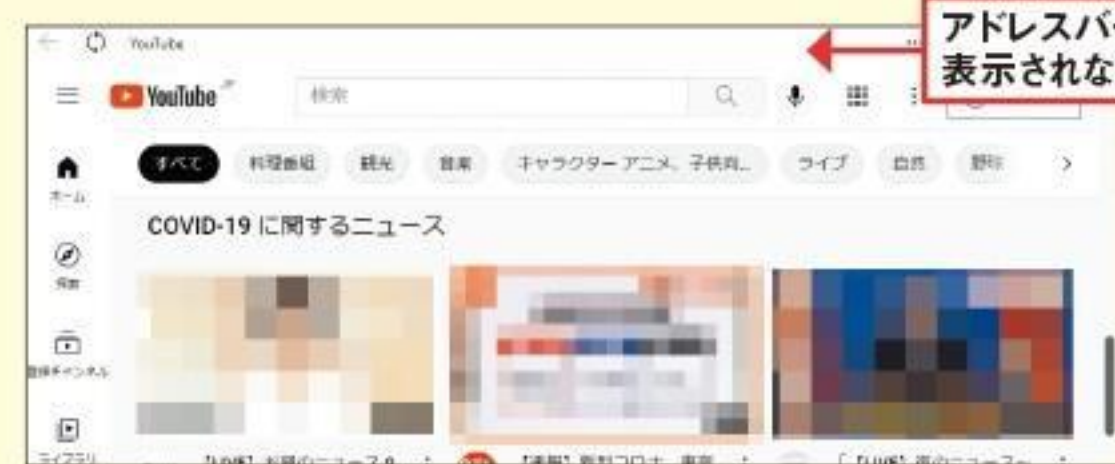 アドレスバー
表示されな
YouTube
YouTube JP
検索
すべて 料理番組 観光 音楽 キャラクター アニメ、子供向... ライブ 自然 野球
ホーム
COVID-19 に関するニュース
探索
登録チャンネル
ライブラリ